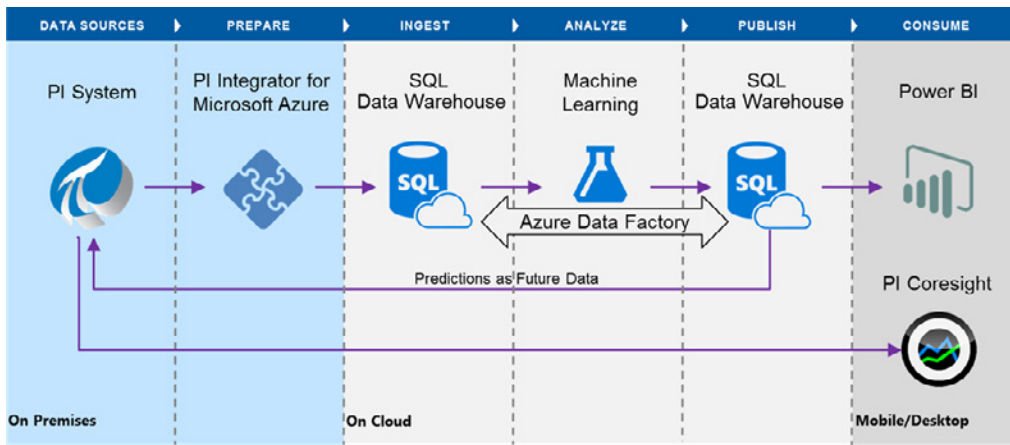 DATA SOURCES
PREPARE
INGEST
ANALYZE
PUBLISH
CONSUME
PI System
PI Integrator for
Microsoft Azure
SQL
Data Warehouse
Machine
Learning
SQL
Data Warehouse
Power BI
SQL
SQL
Azure Data Factory
Predictions as Future Data
PI Coresight
On Premises
On Cloud
Mobile/Desktop